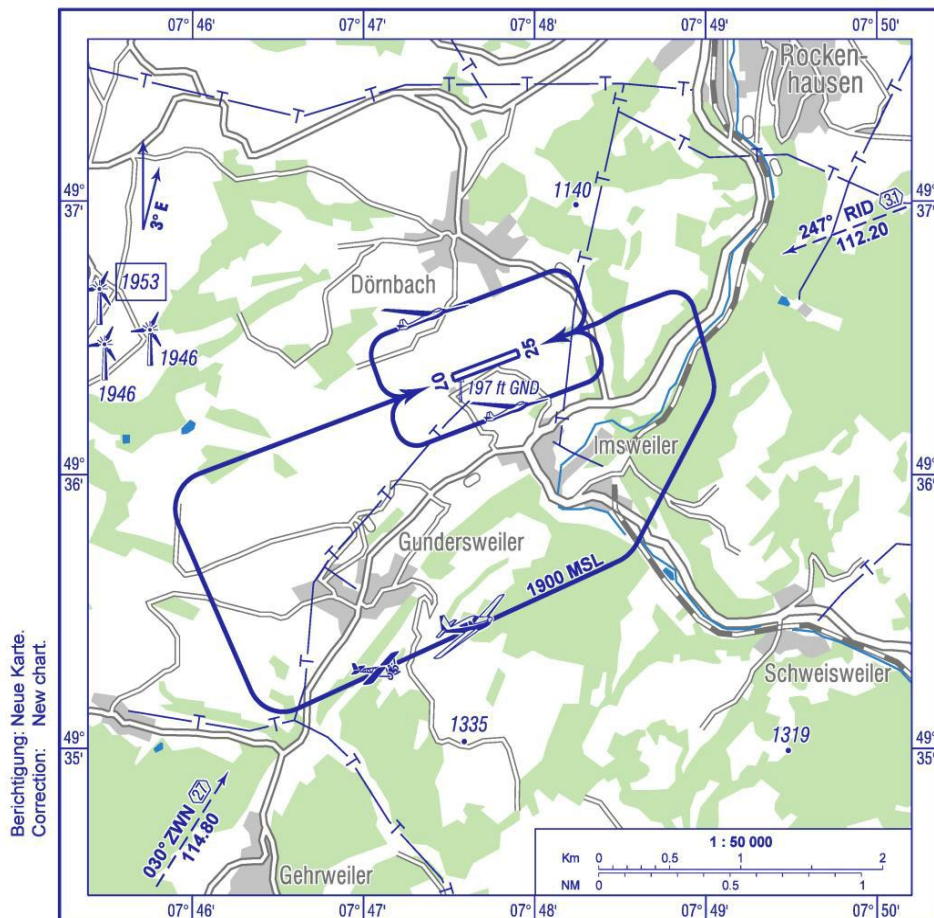 07° 46' 07° 47' 07° 48' 07° 49' 07° 50'
Rocken-
hausen
T T T T T T
49°
37'
1140
3° E
247° RID 31
112.20
1953
Dörnbach
1946
1946
25
07
197 ft GND
T
Imsweiler
49°
36'
49°
36'
Gundersweiler
1900 MSL
T
Schweisweiler
T T T
1335
1319
49°
35'
49°
35'
030° ZWN 27
114.80
Gehrweiler
1 : 50 000
Km 0 0.5 1 2
NM 0 0.5 1
07° 46' 07° 47' 07° 48' 07° 49' 07° 50'
Berichtigung: Neue Karte.
Correction: New chart.